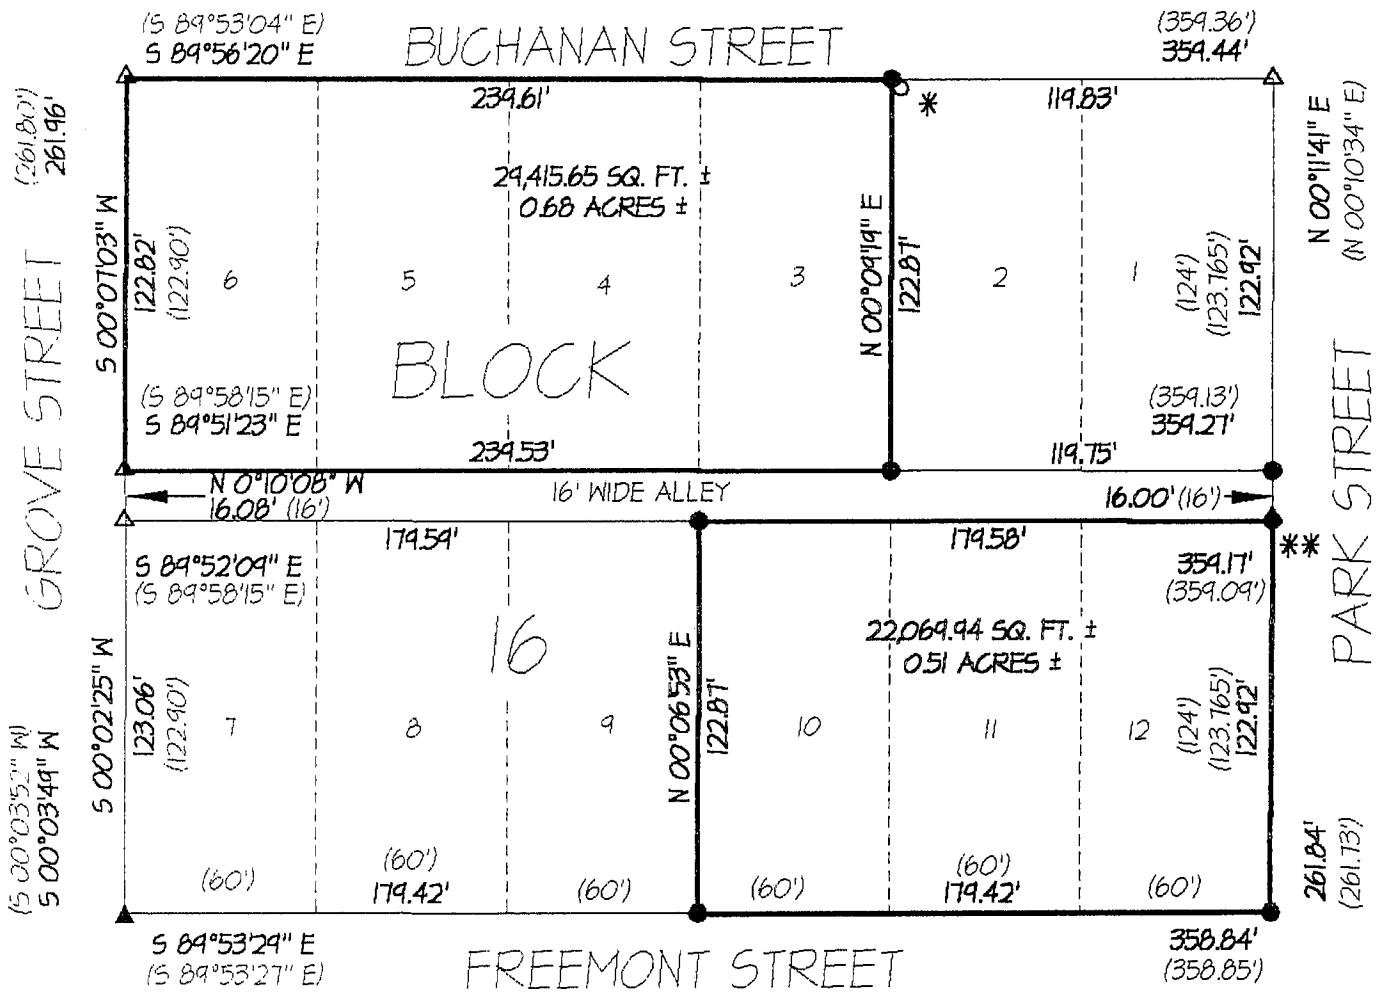 (S 89°53'04" E)
S 89°56'20" E
BUCHANAN STREET
(359.36')
359.44'
239.61'
*
119.83'
(261.80')
261.96'
N 00°11'41" E
(N 00°10'34" E)
29,415.65 SQ. FT. ±
0.68 ACRES ±
S 00°01'03" W
122.82'
(122.90')
6
5
4
3
N 00°09'19" E
122.87'
2
1
(124')
(123.765')
122.92'
BLOCK
(S 89°58'15" E)
S 89°51'23" E
(359.13')
359.27'
239.53'
119.75'
GROVE STREET
PARK STREET
N 0°10'08" W
16.08' (16')
16' WIDE ALLEY
16.00' (16')
179.59'
179.58'
**
S 89°52'09" E
(S 89°58'15" E)
359.17'
(359.09')
16
22,069.94 SQ. FT. ±
0.51 ACRES ±
S 00°02'25" W
123.06'
(122.90')
7
8
9
N 00°06'53" E
122.87'
10
11
12
(124')
(123.765')
122.92'
(S 00°03'52" W)
S 00°03'49" W
261.84'
(261.73')
(60')
(60')
179.42'
(60')
(60')
(60')
179.42'
(60')
S 89°53'29" E
(S 89°53'27" E)
FREEMONT STREET
358.84'
(358.85')